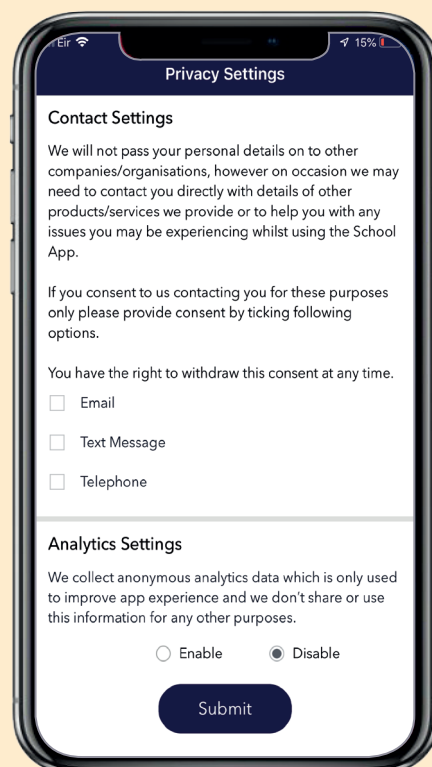 Eir 15%
Privacy Settings
Contact Settings
We will not pass your personal details on to other
companies/organisations, however on occasion we may
need to contact you directly with details of other
products/services we provide or to help you with any
issues you may be experiencing whilst using the School
App.
If you consent to us contacting you for these purposes
only please provide consent by ticking following
options.
You have the right to withdraw this consent at any time.
Email
Text Message
Telephone
Analytics Settings
We collect anonymous analytics data which is only used
to improve app experience and we don't share or use
this information for any other purposes.
Enable Disable
Submit